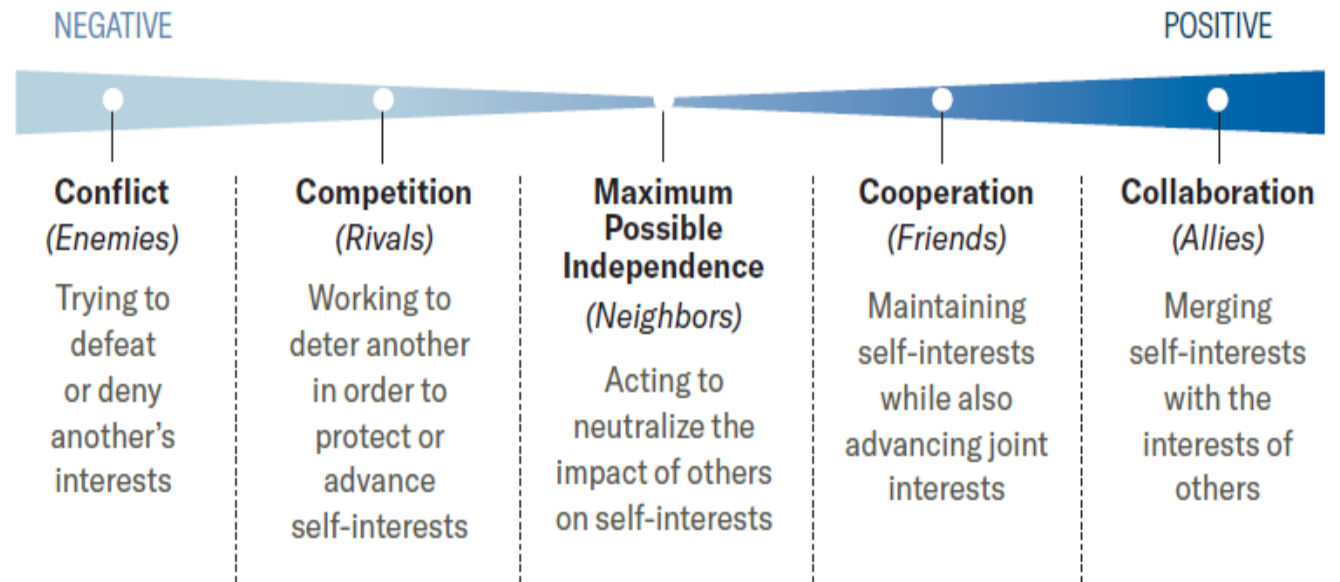 NEGATIVE
POSITIVE
Conflict
(Enemies)
Trying to
defeat
or deny
another’s
interests
Competition
(Rivals)
Working to
deter another
in order to
protect or
advance
self-interests
Maximum
Possible
Independence
(Neighbors)
Acting to
neutralize the
impact of others
on self-interests
Cooperation
(Friends)
Maintaining
self-interests
while also
advancing joint
interests
Collaboration
(Allies)
Merging
self-interests
with the
interests of
others